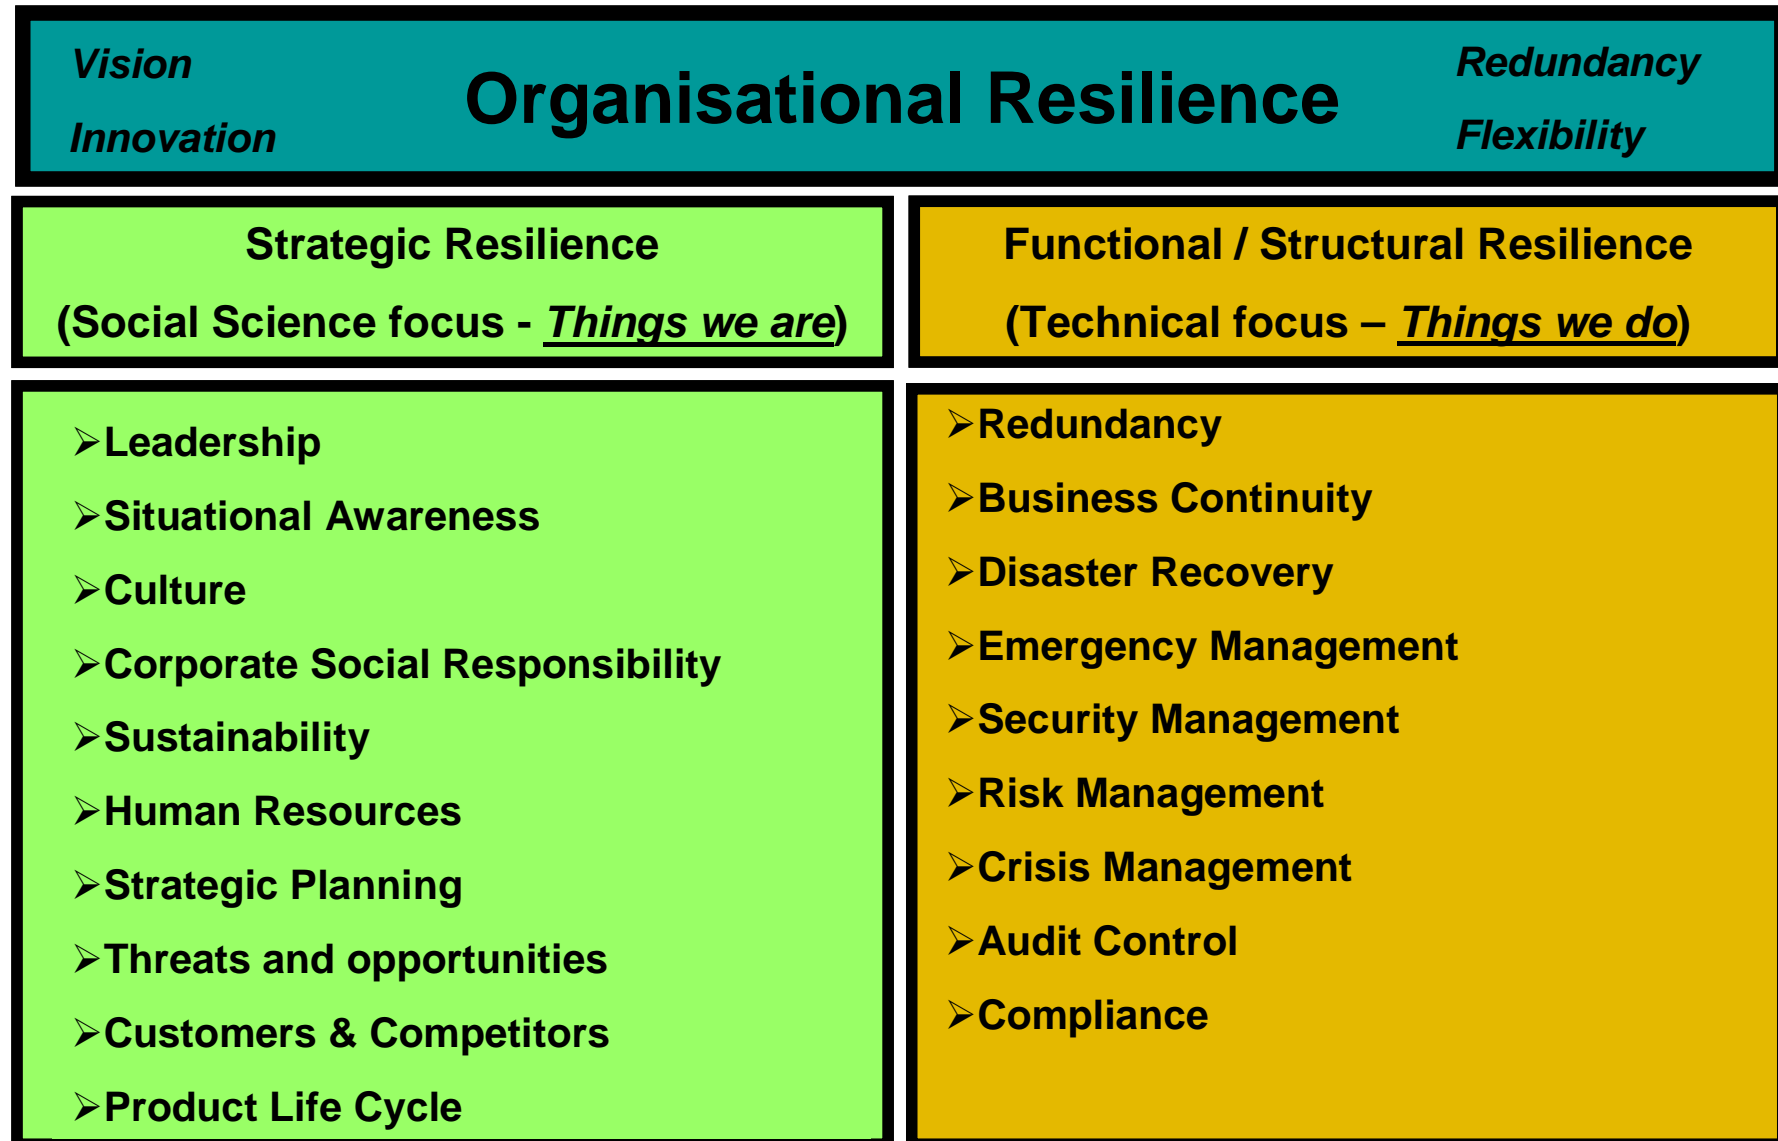 Vision
Innovation
Organisational Resilience
Redundancy
Flexibility
Strategic Resilience
(Social Science focus - Things we are)
Functional / Structural Resilience
(Technical focus – Things we do)
➢Leadership
➢Situational Awareness
➢Culture
➢Corporate Social Responsibility
➢Sustainability
➢Human Resources
➢Strategic Planning
➢Threats and opportunities
➢Customers & Competitors
➢Product Life Cycle
➢Redundancy
➢Business Continuity
➢Disaster Recovery
➢Emergency Management
➢Security Management
➢Risk Management
➢Crisis Management
➢Audit Control
➢Compliance